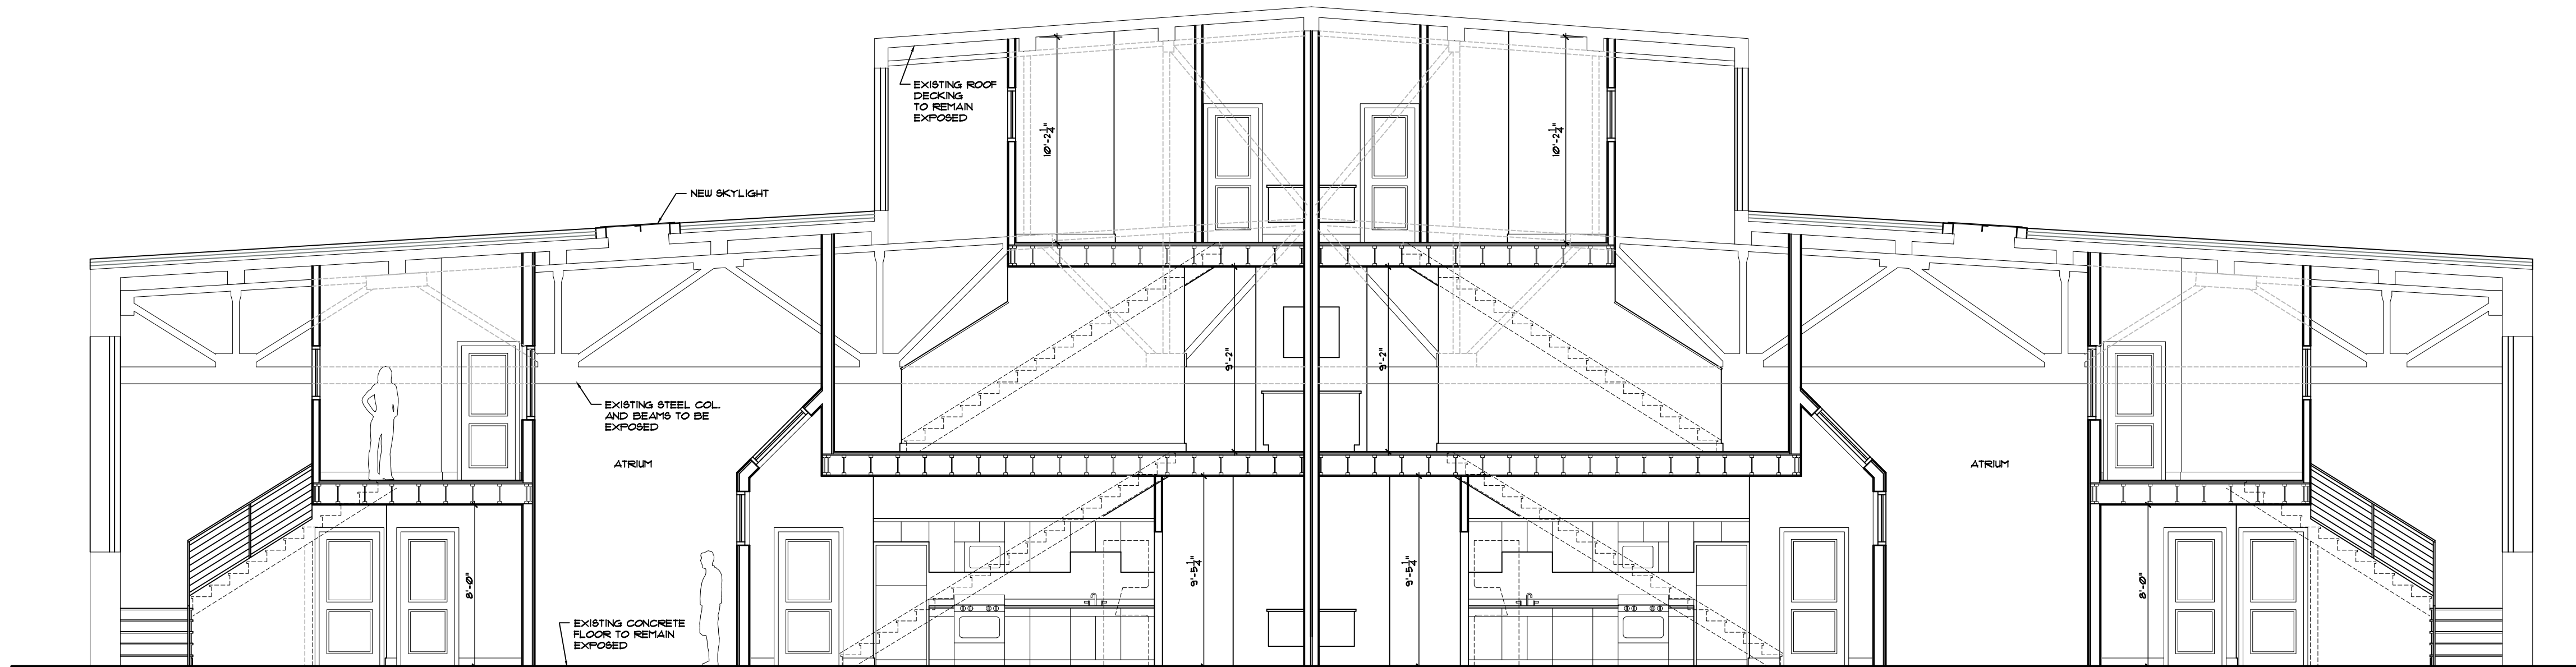 EXISTING ROOF
DECKING
TO REMAIN
EXPOSED
10'-2 1/4"
10'-2 1/4"
NEW SKYLIGHT
9'-2"
9'-2"
EXISTING STEEL COL.
AND BEAMS TO BE
EXPOSED
ATRIUM
ATRIUM
8'-0"
9'-5 1/4"
9'-5 1/4"
8'-0"
EXISTING CONCRETE
FLOOR TO REMAIN
EXPOSED